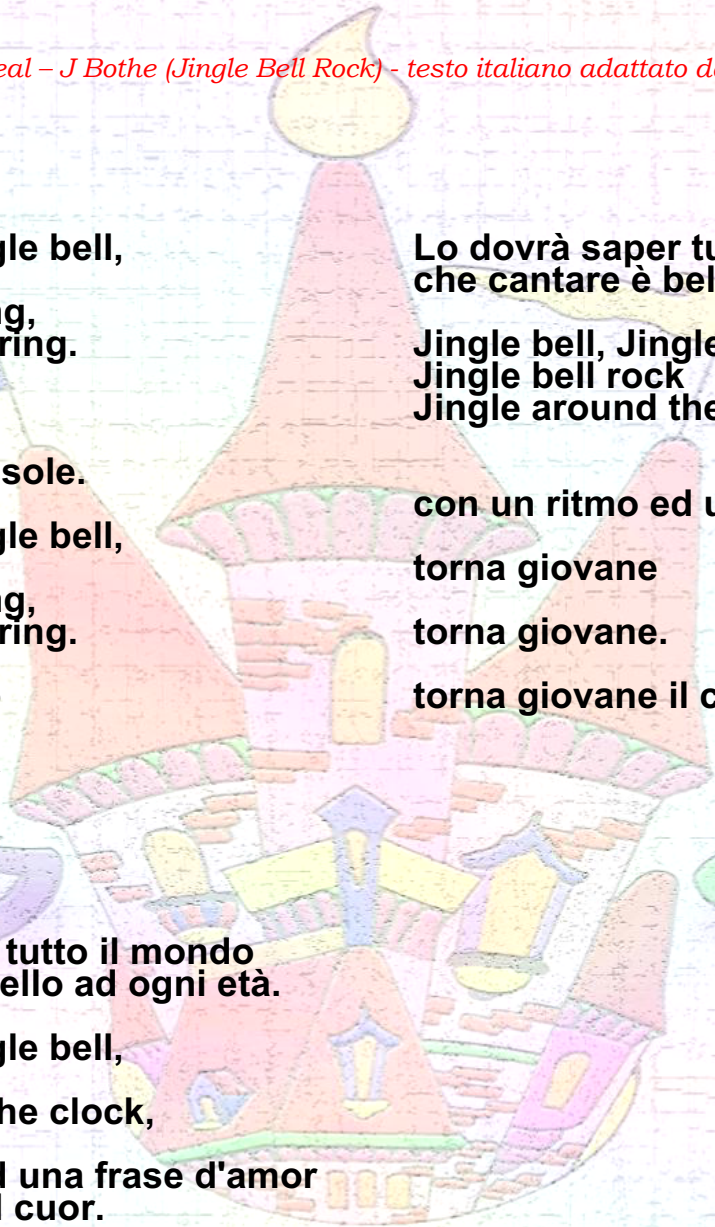 eal – J Bothe (Jingle Bell Rock) - testo italiano adattato d
gle bell,
g,
ring.
sole.
gle bell,
g,
ring.
tutto il mondo
ello ad ogni età.
gle bell,
he clock,
d una frase d'amor
l cuor.
Lo dovrà saper tu
che cantare è bel
Jingle bell, Jingle
Jingle bell rock
Jingle around the
con un ritmo ed u
torna giovane
torna giovane.
torna giovane il c